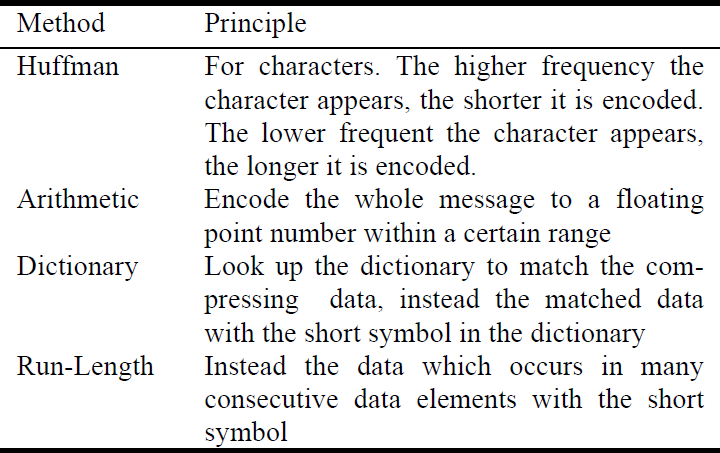 Method Principle
Huffman For characters. The higher frequency the
character appears, the shorter it is encoded.
The lower frequent the character appears,
the longer it is encoded.
Arithmetic Encode the whole message to a floating
point number within a certain range
Dictionary Look up the dictionary to match the com-
pressing data, instead the matched data
with the short symbol in the dictionary
Run-Length Instead the data which occurs in many
consecutive data elements with the short
symbol